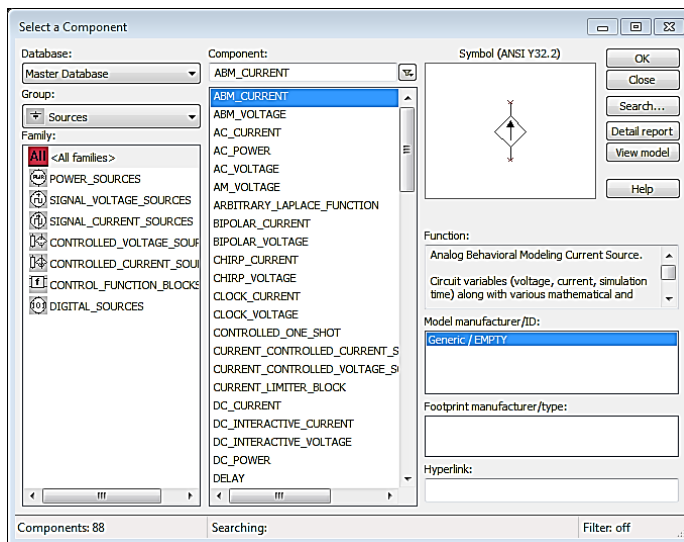 Select a Component
Database:
Master Database
Group:
Sources
Family:
All <All families>
POWER_SOURCES
SIGNAL_VOLTAGE_SOURCES
SIGNAL_CURRENT_SOURCES
CONTROLLED_VOLTAGE_SOUR
CONTROLLED_CURRENT_SOU
CONTROL_FUNCTION_BLOCKS
DIGITAL_SOURCES
Component:
ABM_CURRENT
ABM_CURRENT
ABM_VOLTAGE
AC_CURRENT
AC_POWER
AC_VOLTAGE
AM_VOLTAGE
ARBITRARY_LAPLACE_FUNCTION
BIPOLAR_CURRENT
BIPOLAR_VOLTAGE
CHIRP_CURRENT
CHIRP_VOLTAGE
CLOCK_CURRENT
CLOCK_VOLTAGE
CONTROLLED_ONE_SHOT
CURRENT_CONTROLLED_CURRENT_S
CURRENT_CONTROLLED_VOLTAGE_S
CURRENT_LIMITER_BLOCK
DC_CURRENT
DC_INTERACTIVE_CURRENT
DC_INTERACTIVE_VOLTAGE
DC_POWER
DELAY
Symbol (ANSI Y32.2)
OK
Close
Search...
Detail report
View model
Help
Function:
Analog Behavioral Modeling Current Source.
Circuit variables (voltage, current, simulation
time) along with various mathematical and
Model manufacturer/ID:
Generic / EMPTY
Footprint manufacturer/type:
Hyperlink:
Components: 88
Searching:
Filter: off